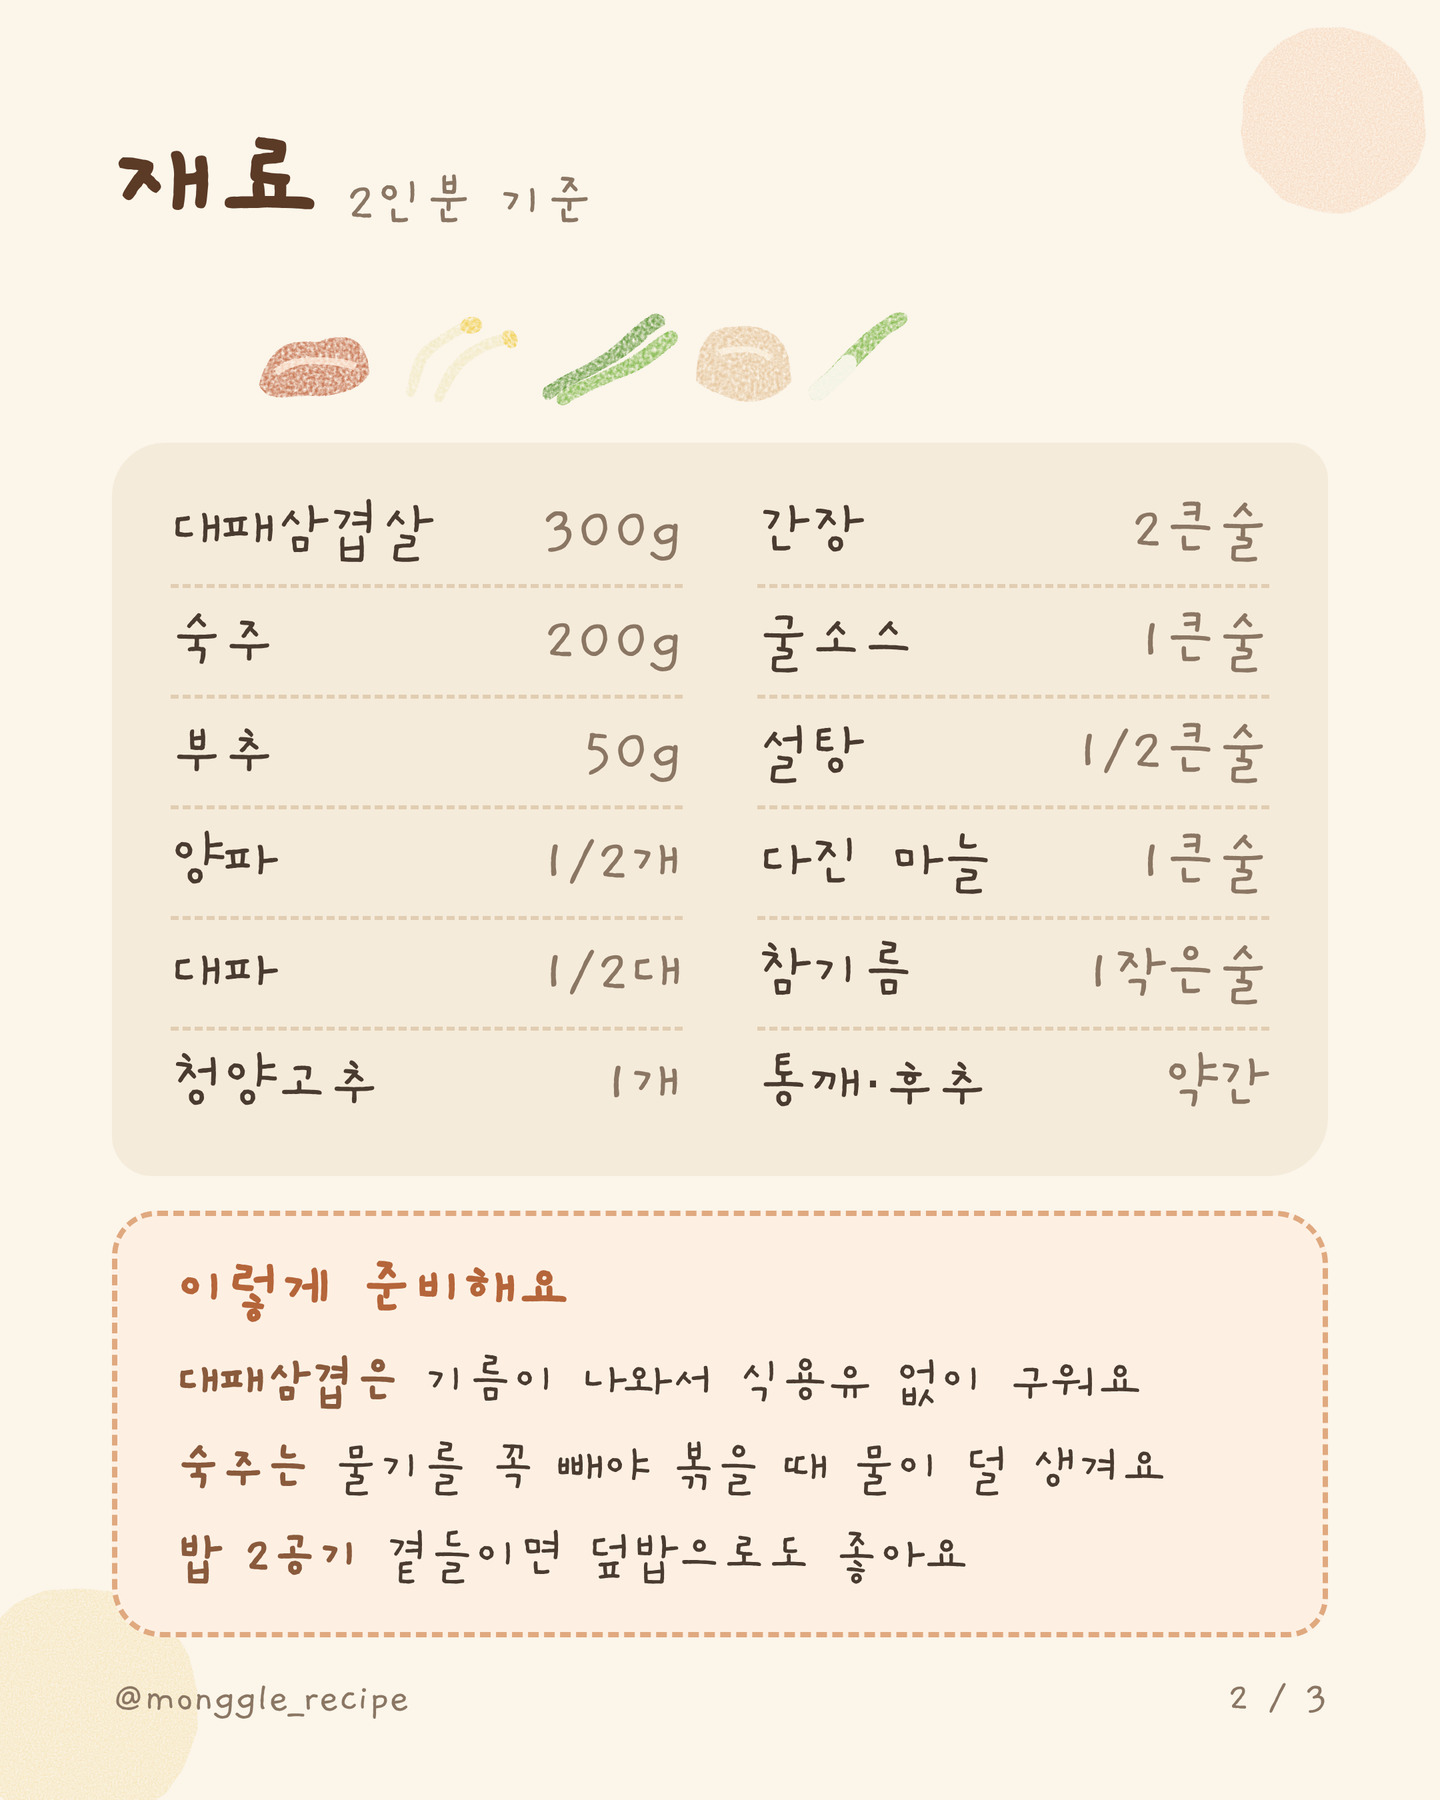 재료 2인분 기준
대패삼겹살 300g
숙주 200g
부추 50g
양파 1/2개
대파 1/2대
청양고추 1개
간장 2큰술
굴소스 1큰술
설탕 1/2큰술
다진 마늘 1큰술
참기름 1작은술
통깨·후추 약간
이렇게 준비해요
대패삼겹은 기름이 나와서 식용유 없이 구워요
숙주는 물기를 꼭 빼야 볶을 때 물이 덜 생겨요
밥 2공기 곁들이면 덮밥으로도 좋아요
@monggle_recipe
2 / 3